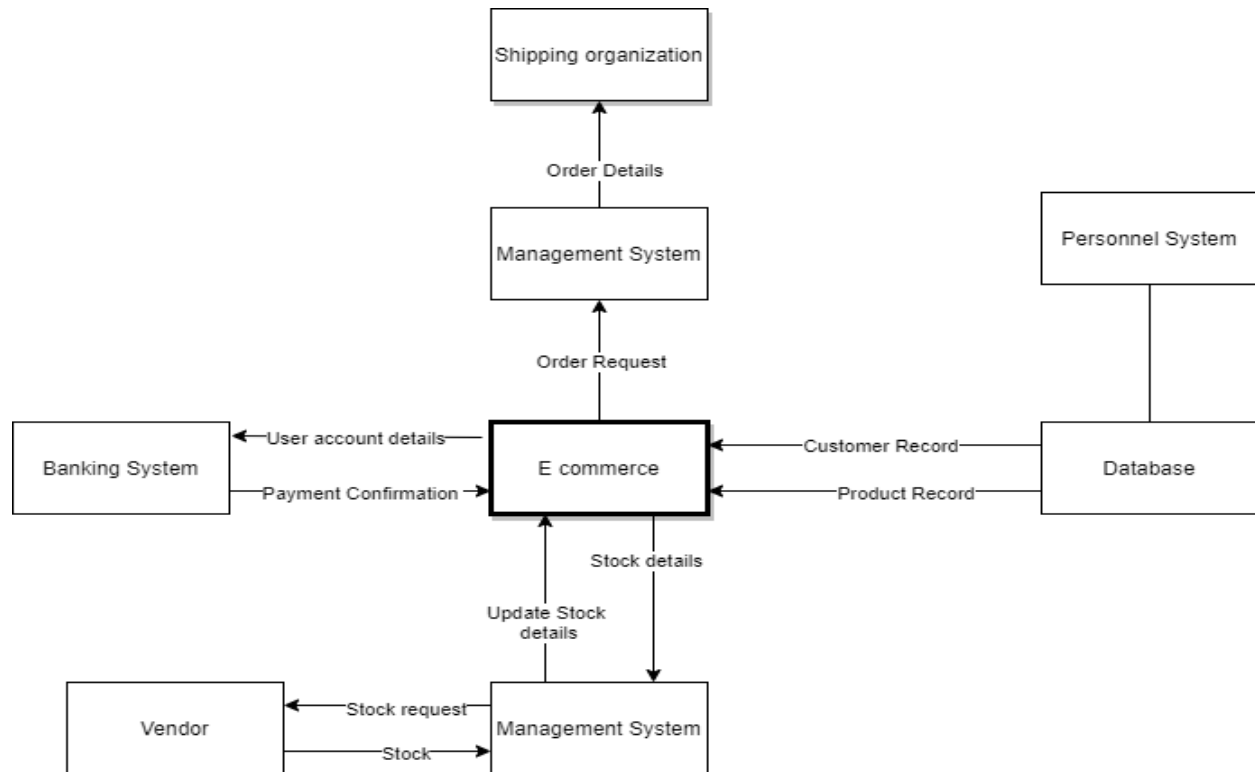 Shipping organization
Order Details
Management System
Personnel System
Order Request
User account details
Customer Record
Banking System
E commerce
Database
Payment Confirmation
Product Record
Stock details
Update Stock
details
Stock request
Vendor
Management System
Stock